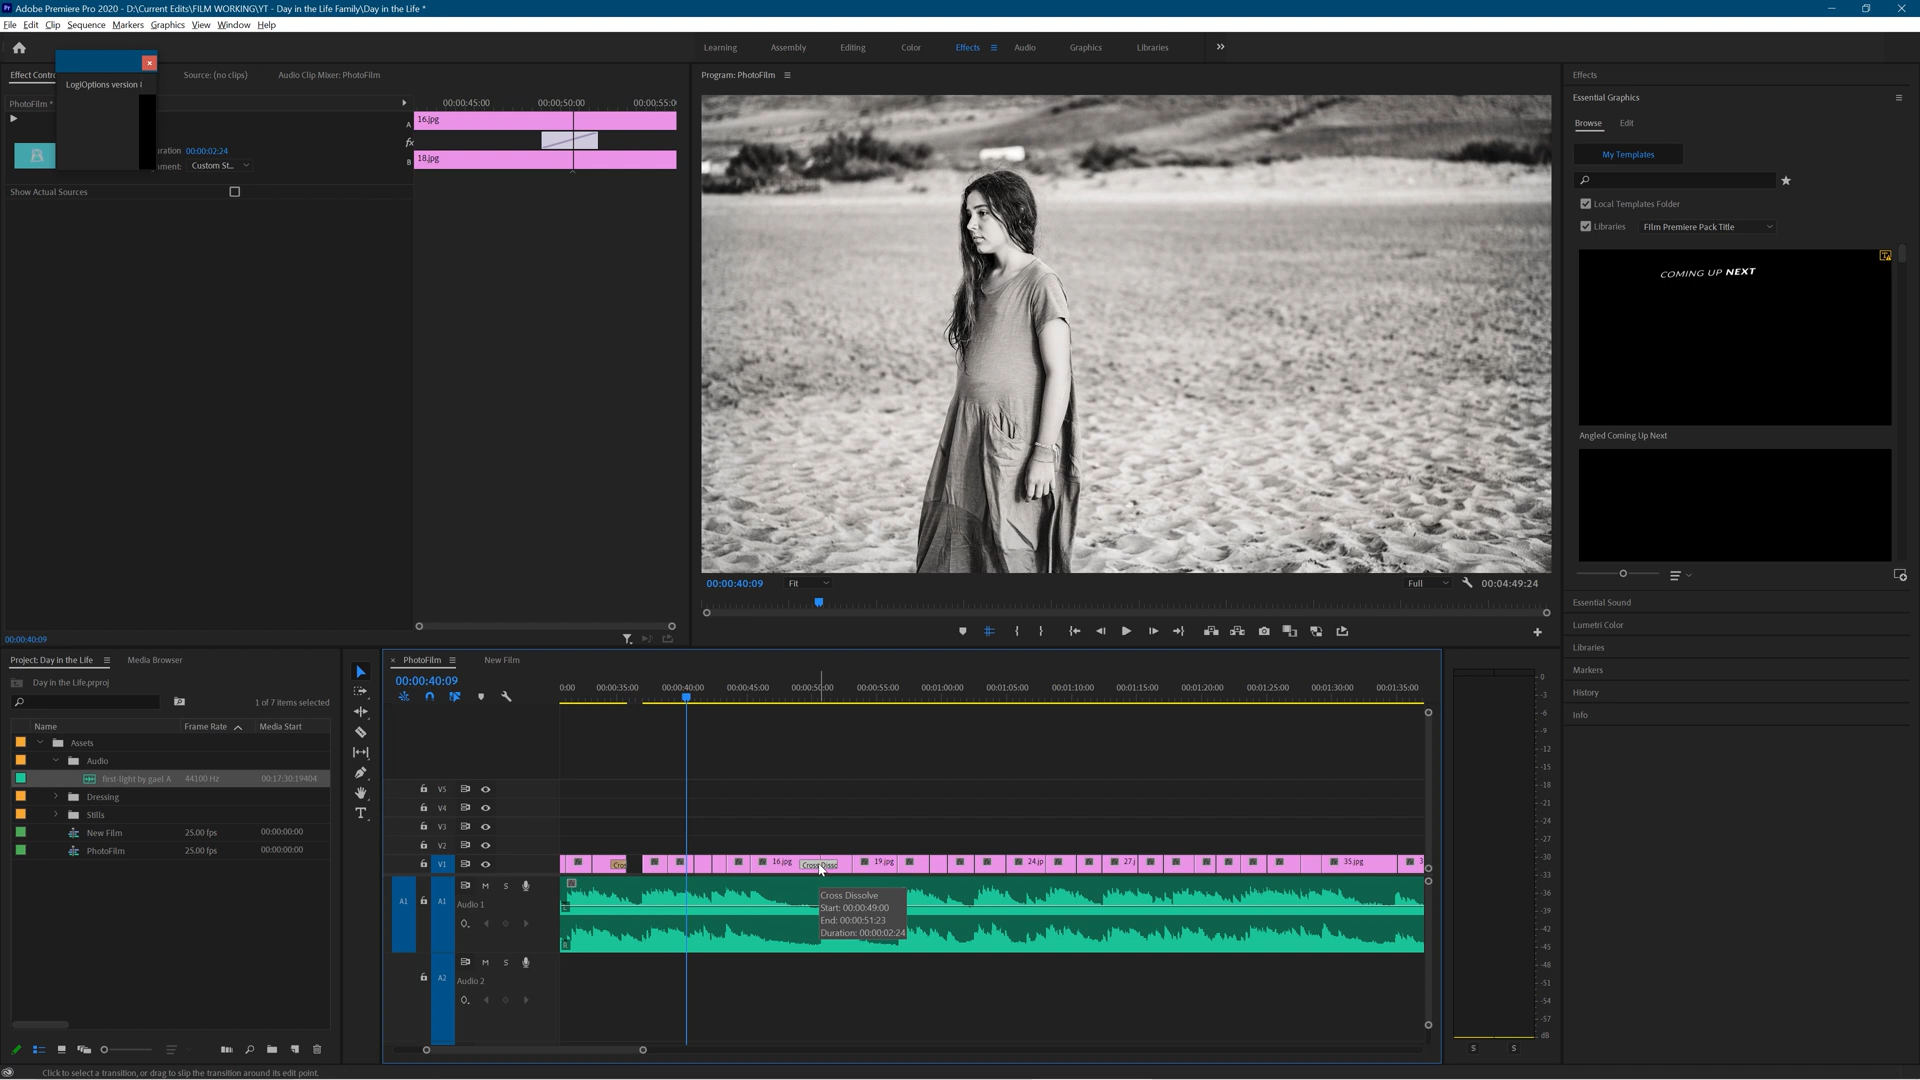 Adobe Premiere Pro 2020 - D:\Current Edits\FILM WORKING\YT - Day in the Life Family\Day in the Life *
File Edit Clip Sequence Markers Graphics View Window Help
Learning Assembly Editing Color Effects Audio Graphics Libraries
LogiOptions version
Effect Contro Source: (no clips) Audio Clip Mixer: PhotoFilm
Program: PhotoFilm
PhotoFilm *
00:00:45:00 00:00:50:00 00:00:55:0
A 16.jpg
fx
B 18.jpg
B
uration 00:00:02:24
ment: Custom St...
Show Actual Sources
00:00:40:09
00:00:40:09 Fit Full 00:04:49:24
Effects
Essential Graphics
Browse Edit
My Templates
Local Templates Folder
Libraries Film Premiere Pack Title
COMING UP NEXT
Angled Coming Up Next
Essential Sound
Lumetri Color
Libraries
Markers
History
Info
Project: Day in the Life Media Browser
Day in the Life.prproj
1 of 7 Items selected
Name Frame Rate Media Start
Assets
Audio
first-light by gael A 44100 Hz 00:17:30:19404
Dressing
Stills
New Film 25.00 fps 00:00:00:00
PhotoFilm 25.00 fps 00:00:00:00
T
× PhotoFilm New Film
00:00:40:09
0:00 00:00:35:00 00:00:40:00 00:00:45:00 00:00:50:00 00:00:55:00 00:01:00:00 00:01:05:00 00:01:10:00 00:01:15:00 00:01:20:00 00:01:25:00 00:01:30:00 00:01:35:00
V5
V4
V3
V2
V1 Cros 16.jpg Cross Disso 19.jpg 24.jp 27.j 35.jpg 3
A1 A1 M S
Audio 1
L
R
Cross Dissolve
Start: 00:00:49:00
End: 00:00:51:23
Duration: 00:00:02:24
A2 M S
Audio 2
0
-3
-6
-9
-12
-15
-18
-21
-24
-27
-30
-33
-36
-39
-42
-45
-48
-51
-54
-57
dB
S S
Click to select a transition, or drag to slip the transition around its edit point.